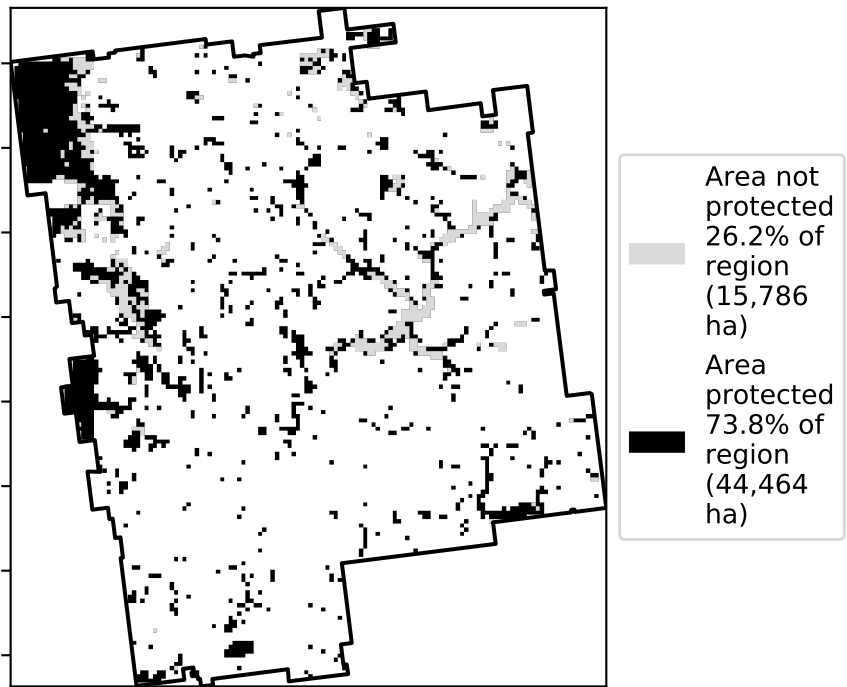 Area not
protected
26.2% of
region
(15,786
ha)
Area
protected
73.8% of
region
(44,464
ha)